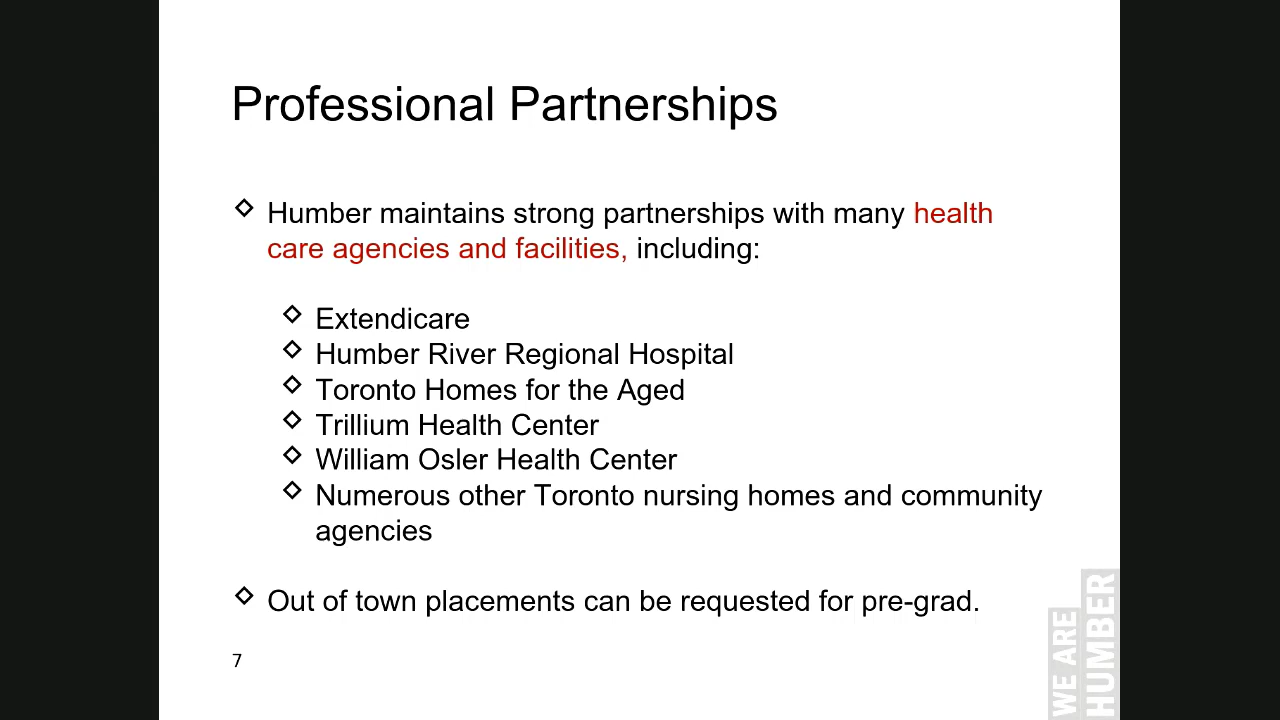 Professional Partnerships
Humber maintains strong partnerships with many health
care agencies and facilities, including:
Extendicare
Humber River Regional Hospital
Toronto Homes for the Aged
Trillium Health Center
William Osler Health Center
Numerous other Toronto nursing homes and community
agencies
Out of town placements can be requested for pre-grad.
7
WE ARE
HUMBER